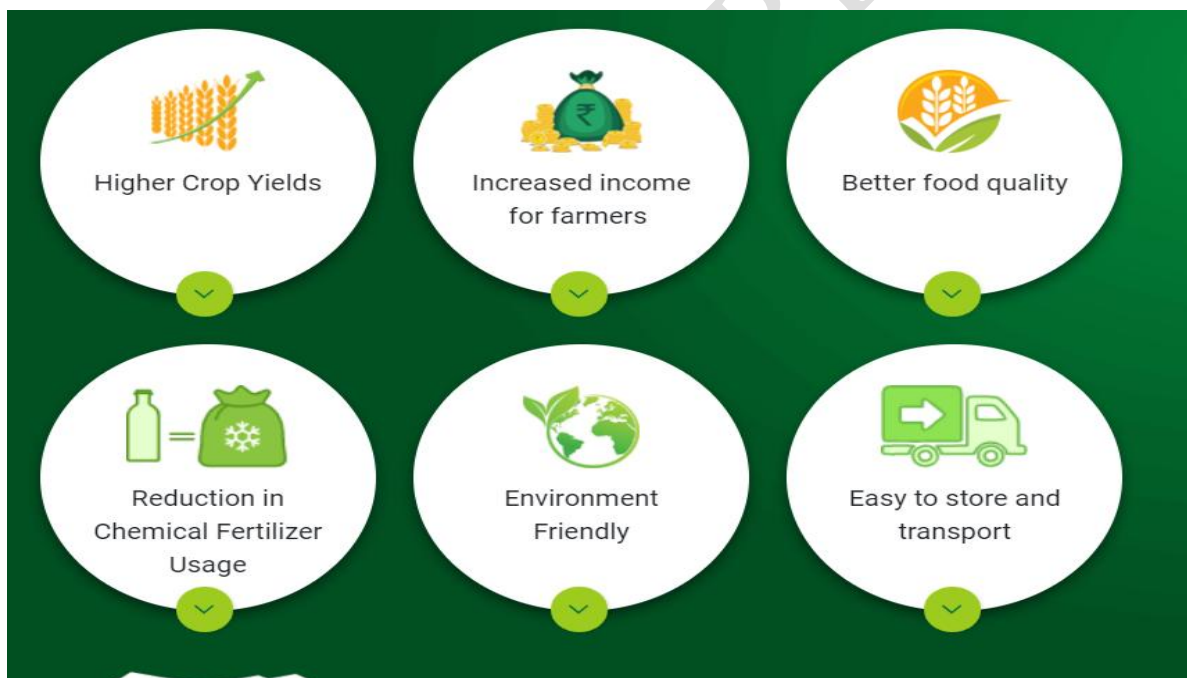 Higher Crop Yields
Increased income
for farmers
Better food quality
Reduction in
Chemical Fertilizer
Usage
Environment
Friendly
Easy to store and
transport
₹